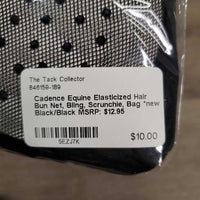 The Tack Collector
846159-189
Cadence Equine Elasticized Hair
Bun Net, Bling, Scrunchie, Bag *new
Black/Black MSRP: $12.95
5EZJ7K
$10.00